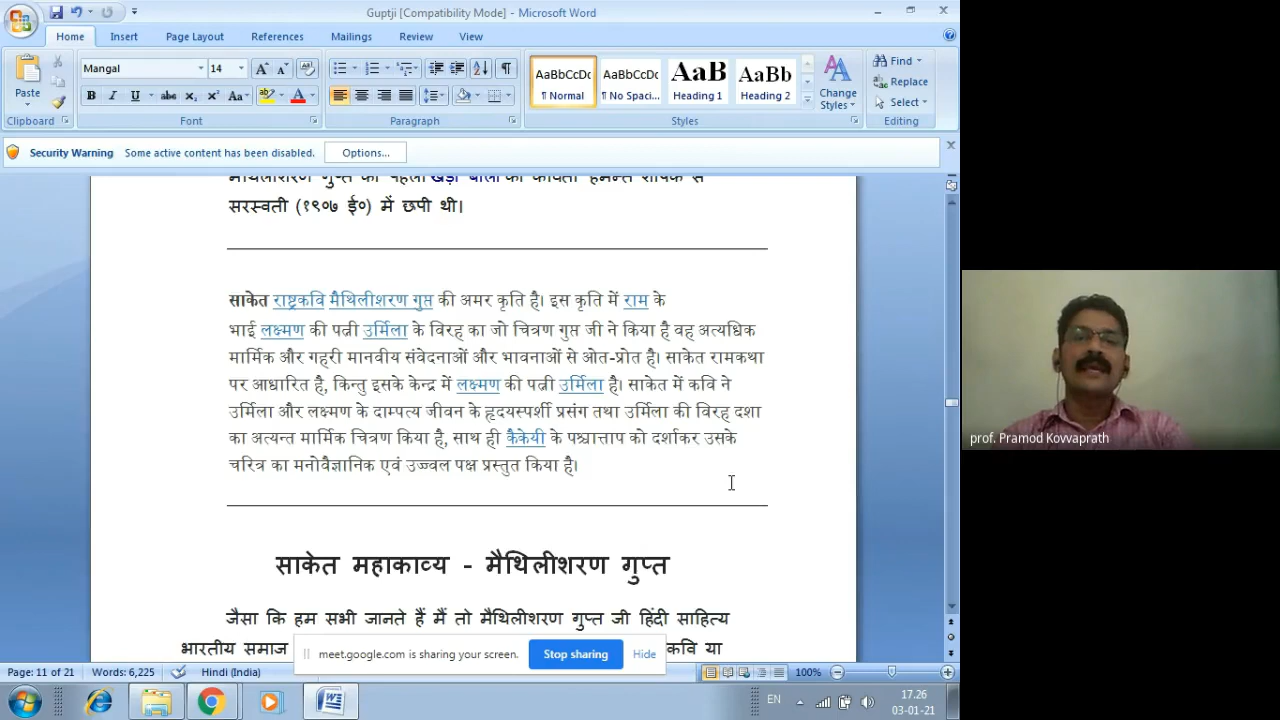 Guptji [Compatibility Mode] - Microsoft Word
Home Insert Page Layout References Mailings Review View
Mangal 14
Paste
Clipboard Font Paragraph Styles Editing
AaBbCcDc AaBbCcDc AaB AaBb
¶ Normal ¶ No Spaci... Heading 1 Heading 2
Change Styles
Find
Replace
Select
Security Warning Some active content has been disabled. Options...
मैथिलीशरण गुप्त की पहली खड़ी बोली की कविता हेमन्त शीर्षक से
सरस्वती (१९०७ ई०) में छपी थी।
साकेत राष्ट्रकवि मैथिलीशरण गुप्त की अमर कृति है। इस कृति में राम के
भाई लक्ष्मण की पत्नी उर्मिला के विरह का जो चित्रण गुप्त जी ने किया है वह अत्यधिक
मार्मिक और गहरी मानवीय संवेदनाओं और भावनाओं से ओत-प्रोत है। साकेत रामकथा
पर आधारित है, किन्तु इसके केन्द्र में लक्ष्मण की पत्नी उर्मिला है। साकेत में कवि ने
उर्मिला और लक्ष्मण के दाम्पत्य जीवन के हृदयस्पर्शी प्रसंग तथा उर्मिला की विरह दशा
का अत्यन्त मार्मिक चित्रण किया है, साथ ही कैकेयी के पश्चात्ताप को दर्शाकर उसके
चरित्र का मनोवैज्ञानिक एवं उज्ज्वल पक्ष प्रस्तुत किया है।
साकेत महाकाव्य - मैथिलीशरण गुप्त
जैसा कि हम सभी जानते हैं मैं तो मैथिलीशरण गुप्त जी हिंदी साहित्य
भारतीय समाज कवि या
meet.google.com is sharing your screen. Stop sharing Hide
prof. Pramod Kovvaprath
Page: 11 of 21 Words: 6,225 Hindi (India) 100%
EN 17.26
03-01-21